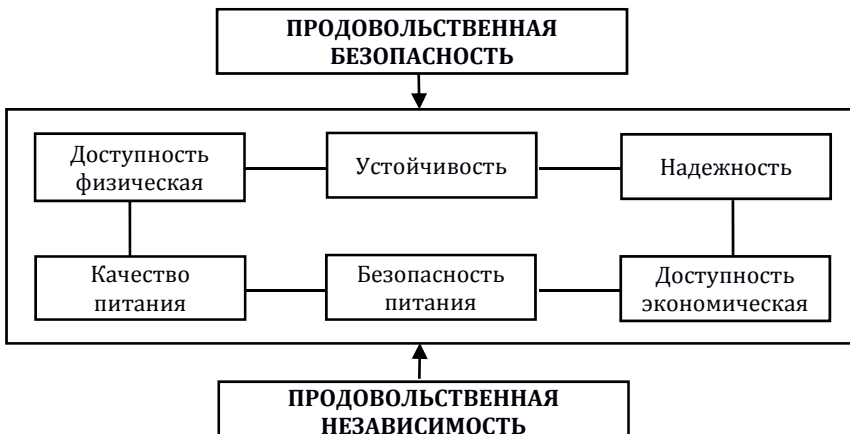 ПРОДОВОЛЬСТВЕННАЯ
БЕЗОПАСНОСТЬ
Доступность
физическая
Устойчивость
Надежность
Качество
питания
Безопасность
питания
Доступность
экономическая
ПРОДОВОЛЬСТВЕННАЯ
НЕЗАВИСИМОСТЬ